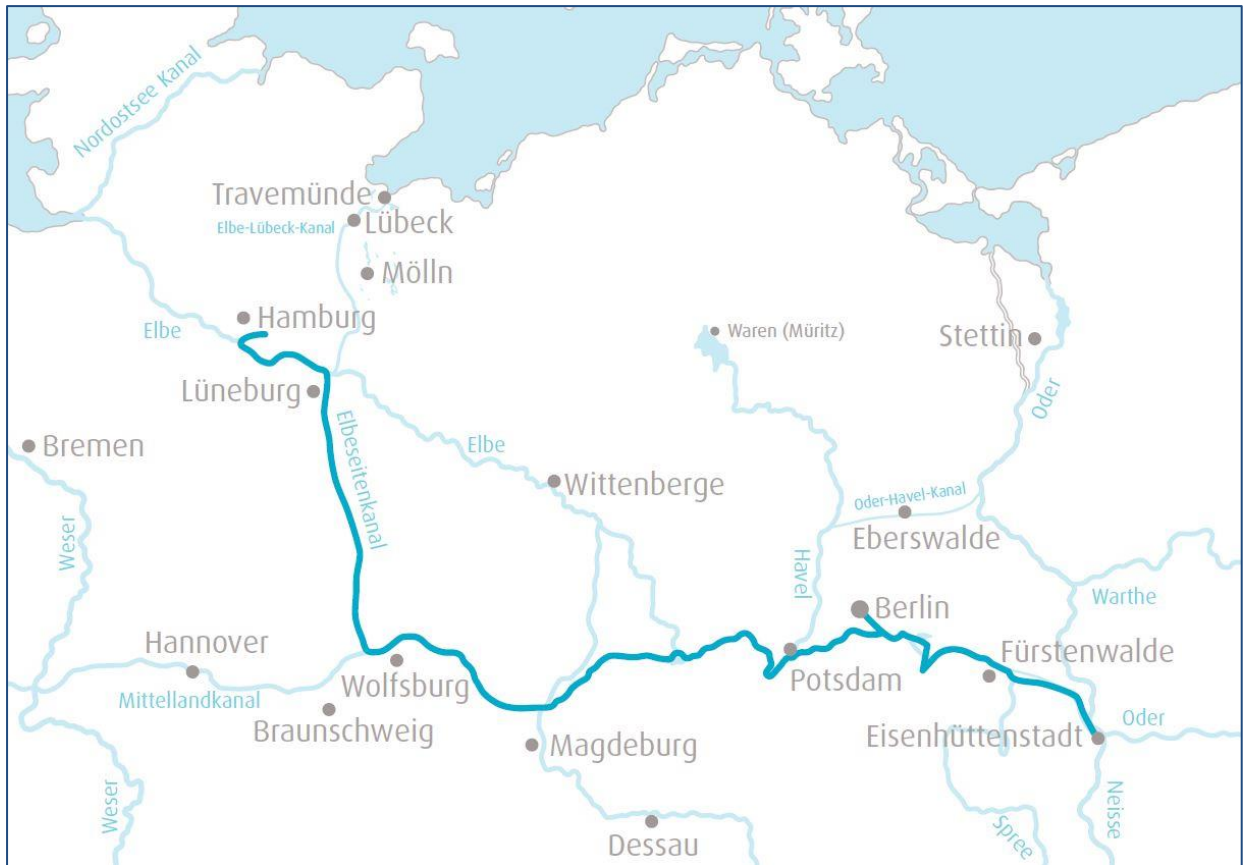 Nordostsee Kanal
Travemünde
Elbe-Lübeck-Kanal
Lübeck
Mölln
Hamburg
Elbe
Waren (Müritz)
Stettin
Lüneburg
Oder
Bremen
Elbeseitenkanal
Elbe
Wittenberge
Oder-Havel-Kanal
Eberswalde
Weser
Havel
Berlin
Warthe
Hannover
Fürstenwalde
Wolfsburg
Potsdam
Mittellandkanal
Braunschweig
Magdeburg
Eisenhüttenstadt
Oder
Weser
Dessau
Spree
Neisse